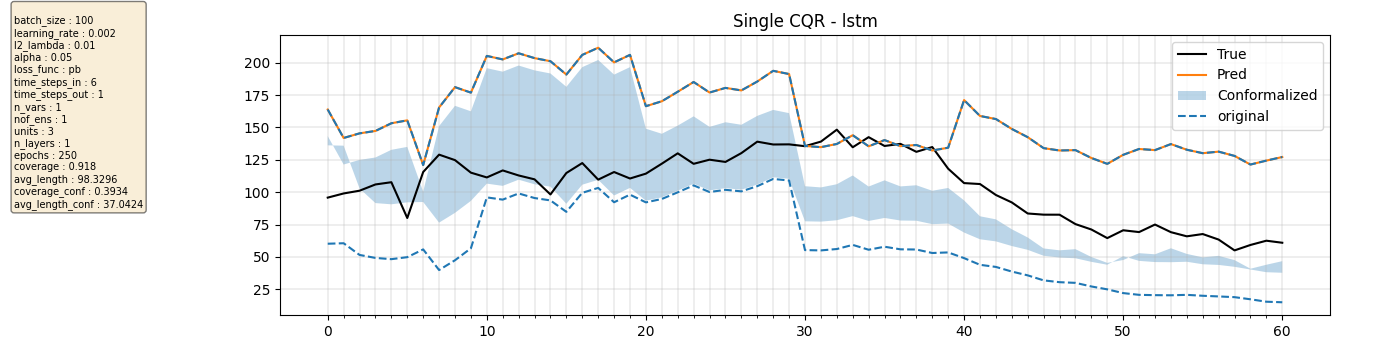 batch_size : 100
learning_rate : 0.002
l2_lambda : 0.01
alpha : 0.05
loss_func : pb
time_steps_in : 6
time_steps_out : 1
n_vars : 1
nof_ens : 1
units : 3
n_layers : 1
epochs : 250
coverage : 0.918
avg_length : 98.3296
coverage_conf : 0.3934
avg_length_conf : 37.0424
Single CQR - lstm
True
Pred
Conformalized
original
200
175
150
125
100
75
50
25
0 10 20 30 40 50 60